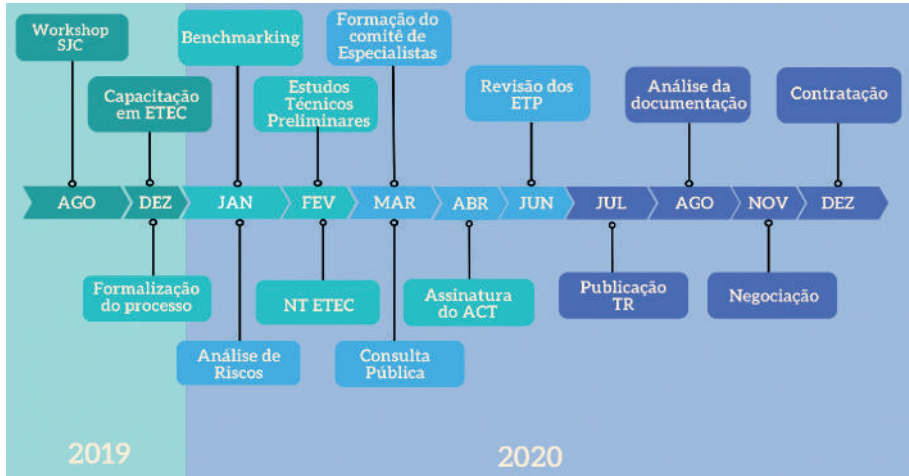 Workshop
SJC
Capacitação
em ETEC
Benchmarking
Estudos
Técnicos
Preliminares
Formação do
comitê de
Especialistas
Revisão dos
ETP
Análise da
documentação
Contratação
AGO
DEZ
JAN
FEV
MAR
ABR
JUN
JUL
AGO
NOV
DEZ
Formalização
do processo
Análise de
Riscos
NT ETEC
Consulta
Pública
Assinatura
do ACT
Publicação
TR
Negociação
2019
2020